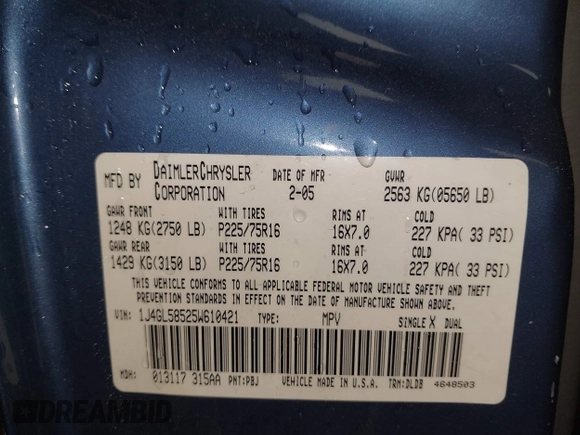 MFD BY DAIMLERCHRYSLER CORPORATION DATE OF MFR 2-05 GVWR 2563 KG(05650 LB)
GAWR FRONT WITH TIRES RIMS AT COLD
1248 KG(2750 LB) P225/75R16 16X7.0 227 KPA( 33 PSI)
GAWR REAR WITH TIRES RIMS AT COLD
1429 KG(3150 LB) P225/75R16 16X7.0 227 KPA( 33 PSI)
THIS VEHICLE CONFORMS TO ALL APPLICABLE FEDERAL MOTOR VEHICLE SAFETY AND
THEFT PREVENTION STANDARDS IN EFFECT ON THE DATE OF MANUFACTURE SHOWN ABOVE
VIN: 1J4GL58525W610421 TYPE: MPV SINGLE X DUAL
MDH: 013117 315AA PNT:PBJ VEHICLE MADE IN U.S.A. TRN:DLDB 4648503
DREAMBID